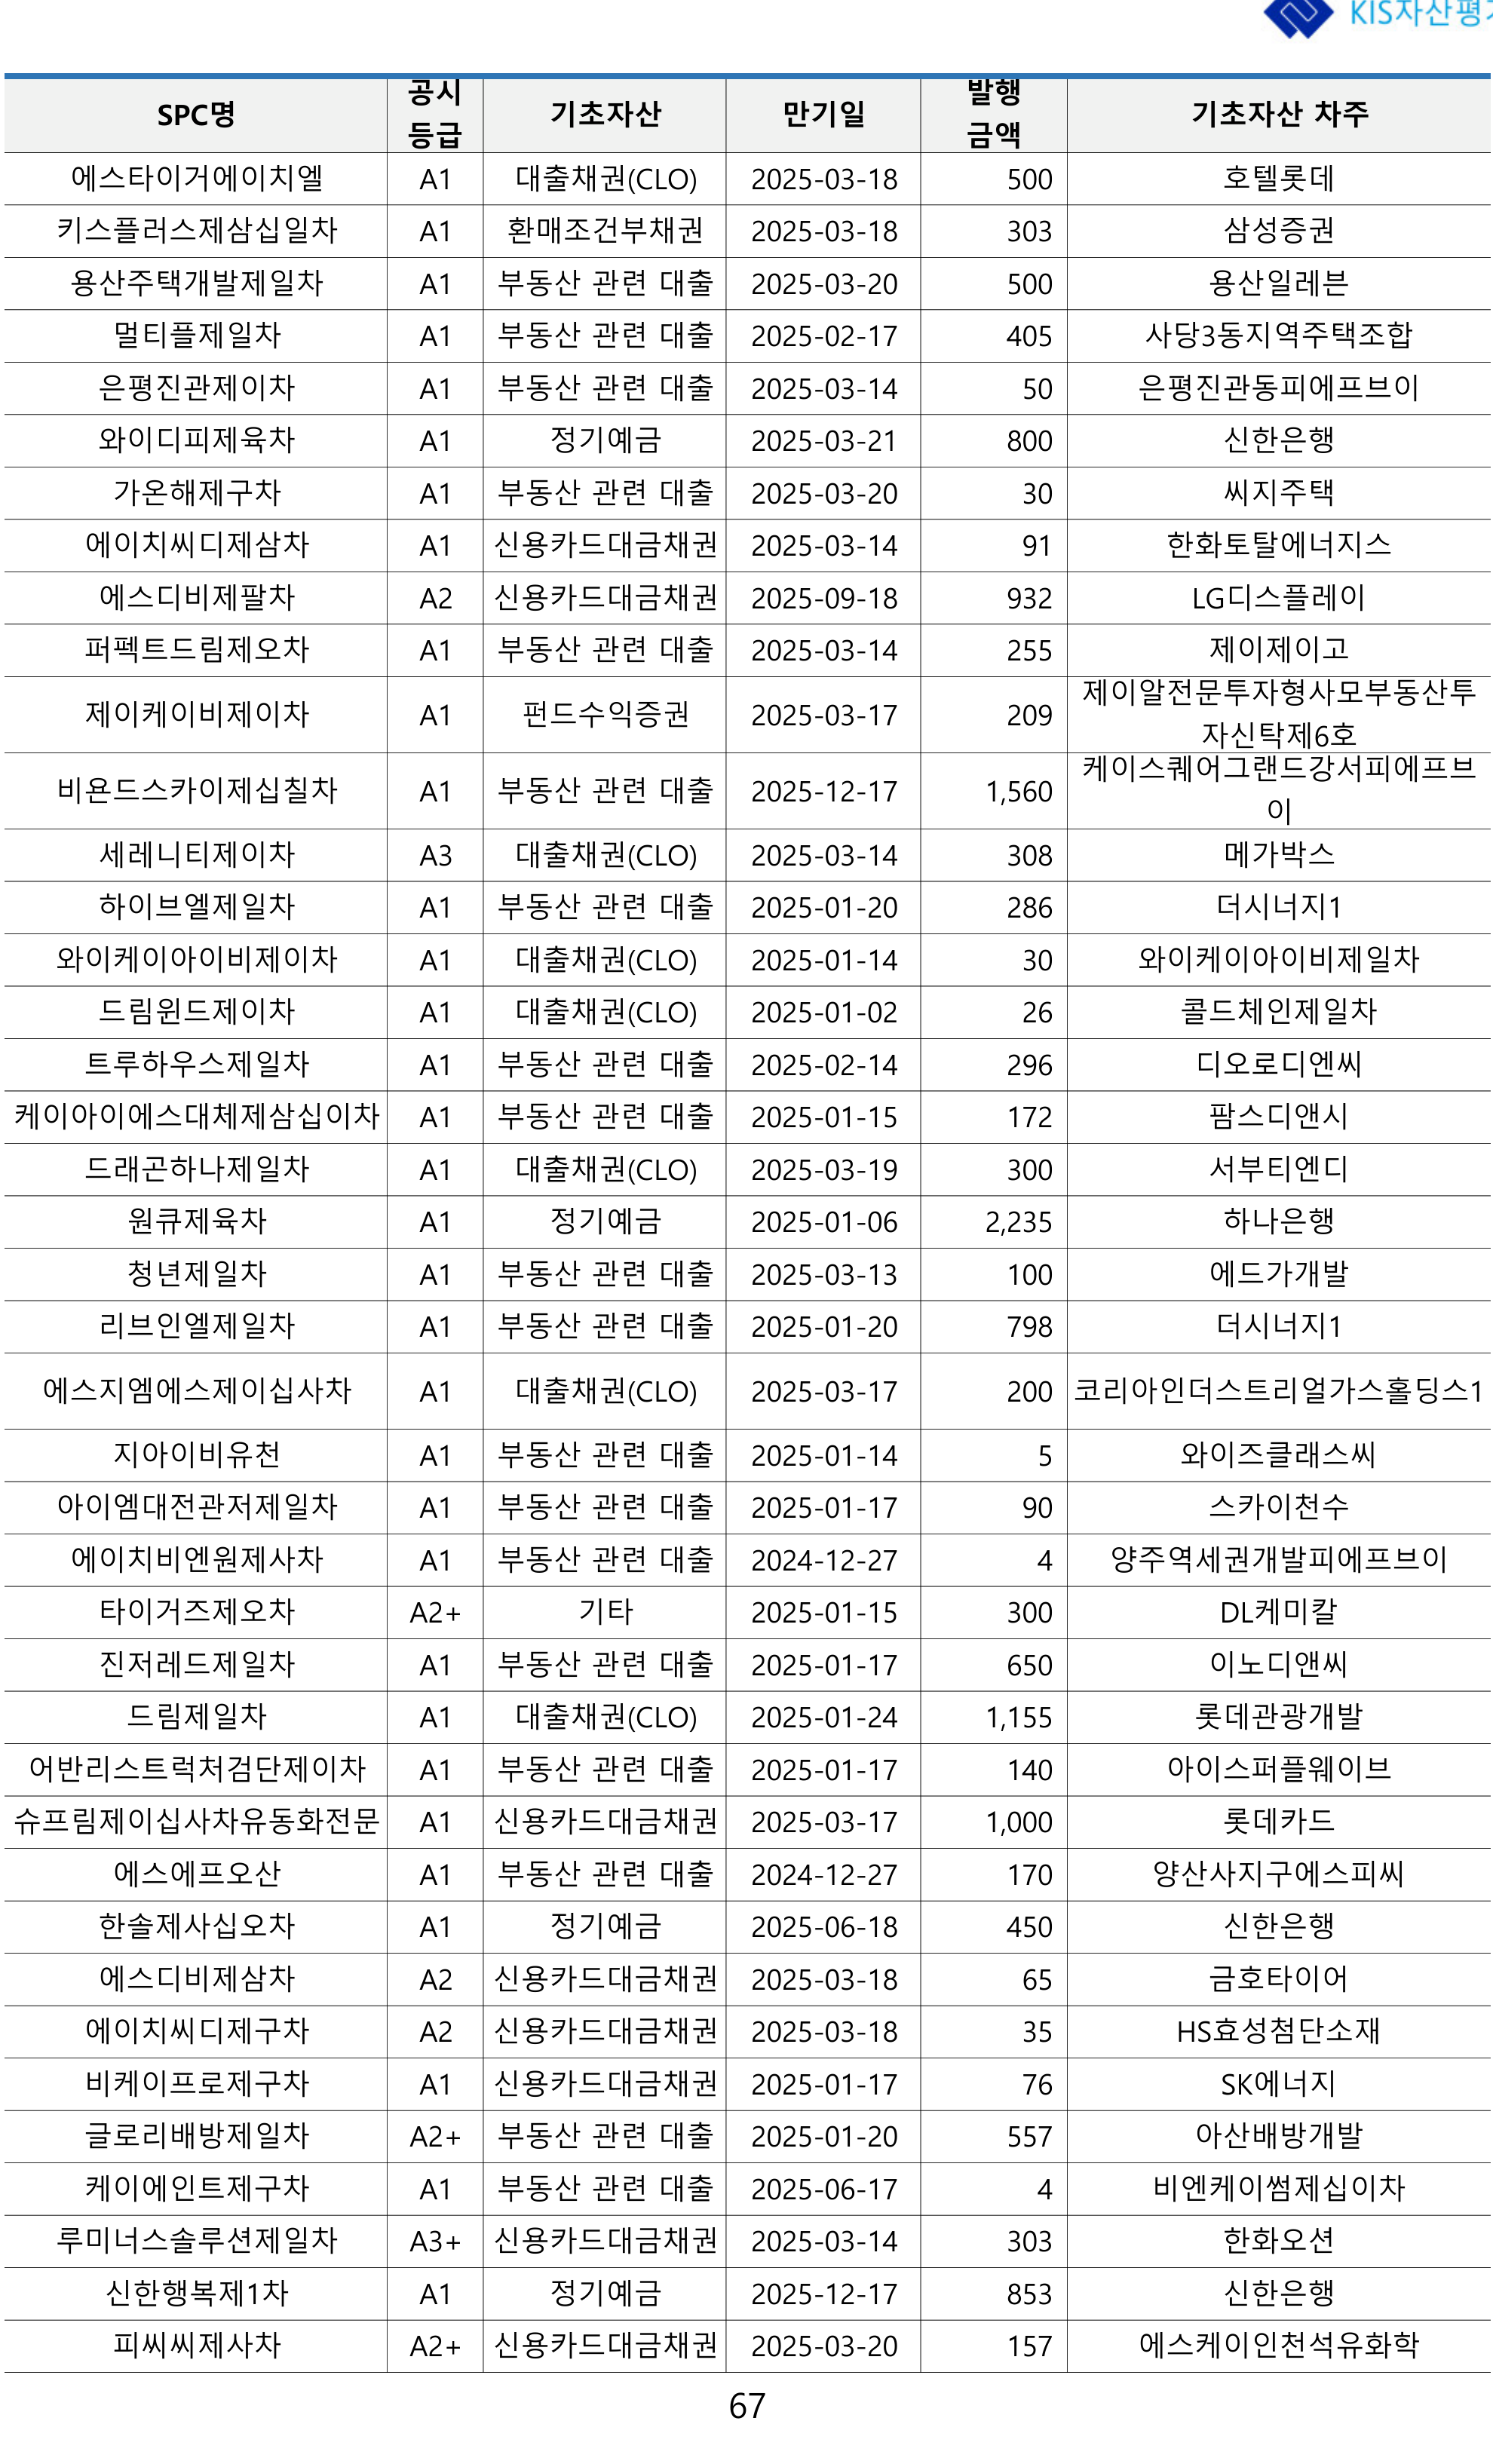 KIS자산평가
SPC명 공시등급 기초자산 만기일 발행금액 기초자산 차주
에스타이거에이치엘 A1 대출채권(CLO) 2025-03-18 500 호텔롯데
키스플러스제삼십일차 A1 환매조건부채권 2025-03-18 303 삼성증권
용산주택개발제일차 A1 부동산 관련 대출 2025-03-20 500 용산일레븐
멀티플제일차 A1 부동산 관련 대출 2025-02-17 405 사당3동지역주택조합
은평진관제이차 A1 부동산 관련 대출 2025-03-14 50 은평진관동피에프브이
와이디피제육차 A1 정기예금 2025-03-21 800 신한은행
가온해제구차 A1 부동산 관련 대출 2025-03-20 30 씨지주택
에이치씨디제삼차 A1 신용카드대금채권 2025-03-14 91 한화토탈에너지스
에스디비제팔차 A2 신용카드대금채권 2025-09-18 932 LG디스플레이
퍼펙트드림제오차 A1 부동산 관련 대출 2025-03-14 255 제이제이고
제이케이비제이차 A1 펀드수익증권 2025-03-17 209 제이알전문투자형사모부동산투
자신탁제6호
비욘드스카이제십칠차 A1 부동산 관련 대출 2025-12-17 1,560 케이스퀘어그랜드강서피에프브
이
세레니티제이차 A3 대출채권(CLO) 2025-03-14 308 메가박스
하이브엘제일차 A1 부동산 관련 대출 2025-01-20 286 더시너지1
와이케이아이비제이차 A1 대출채권(CLO) 2025-01-14 30 와이케이아이비제일차
드림윈드제이차 A1 대출채권(CLO) 2025-01-02 26 콜드체인제일차
트루하우스제일차 A1 부동산 관련 대출 2025-02-14 296 디오로디엔씨
케이아이에스대체제삼십이차 A1 부동산 관련 대출 2025-01-15 172 팜스디앤시
드래곤하나제일차 A1 대출채권(CLO) 2025-03-19 300 서부티엔디
원큐제육차 A1 정기예금 2025-01-06 2,235 하나은행
청년제일차 A1 부동산 관련 대출 2025-03-13 100 에드가개발
리브인엘제일차 A1 부동산 관련 대출 2025-01-20 798 더시너지1
에스지엠에스제이십사차 A1 대출채권(CLO) 2025-03-17 200 코리아인더스트리얼가스홀딩스1
지아이비유천 A1 부동산 관련 대출 2025-01-14 5 와이즈클래스씨
아이엠대전관저제일차 A1 부동산 관련 대출 2025-01-17 90 스카이천수
에이치비엔원제사차 A1 부동산 관련 대출 2024-12-27 4 양주역세권개발피에프브이
타이거즈제오차 A2+ 기타 2025-01-15 300 DL케미칼
진저레드제일차 A1 부동산 관련 대출 2025-01-17 650 이노디앤씨
드림제일차 A1 대출채권(CLO) 2025-01-24 1,155 롯데관광개발
어반리스트럭처검단제이차 A1 부동산 관련 대출 2025-01-17 140 아이스퍼플웨이브
슈프림제이십사차유동화전문 A1 신용카드대금채권 2025-03-17 1,000 롯데카드
에스에프오산 A1 부동산 관련 대출 2024-12-27 170 양산사지구에스피씨
한솔제사십오차 A1 정기예금 2025-06-18 450 신한은행
에스디비제삼차 A2 신용카드대금채권 2025-03-18 65 금호타이어
에이치씨디제구차 A2 신용카드대금채권 2025-03-18 35 HS효성첨단소재
비케이프로제구차 A1 신용카드대금채권 2025-01-17 76 SK에너지
글로리배방제일차 A2+ 부동산 관련 대출 2025-01-20 557 아산배방개발
케이에인트제구차 A1 부동산 관련 대출 2025-06-17 4 비엔케이썸제십이차
루미너스솔루션제일차 A3+ 신용카드대금채권 2025-03-14 303 한화오션
신한행복제1차 A1 정기예금 2025-12-17 853 신한은행
피씨씨제사차 A2+ 신용카드대금채권 2025-03-20 157 에스케이인천석유화학
67